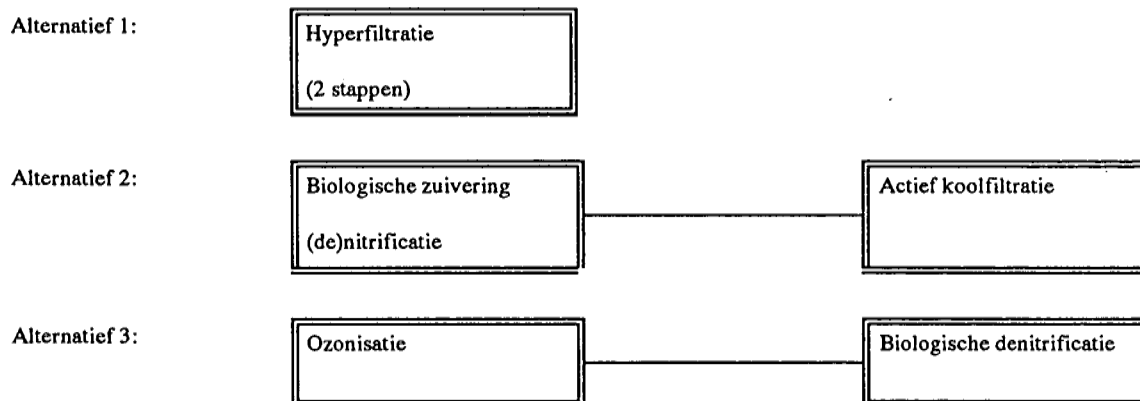 Alternatief 1:
Hyperfiltratie
(2 stappen)
Alternatief 2:
Biologische zuivering
(de)nitrificatie
Actief koolfiltratie
Alternatief 3:
Ozonisatie
Biologische denitrificatie